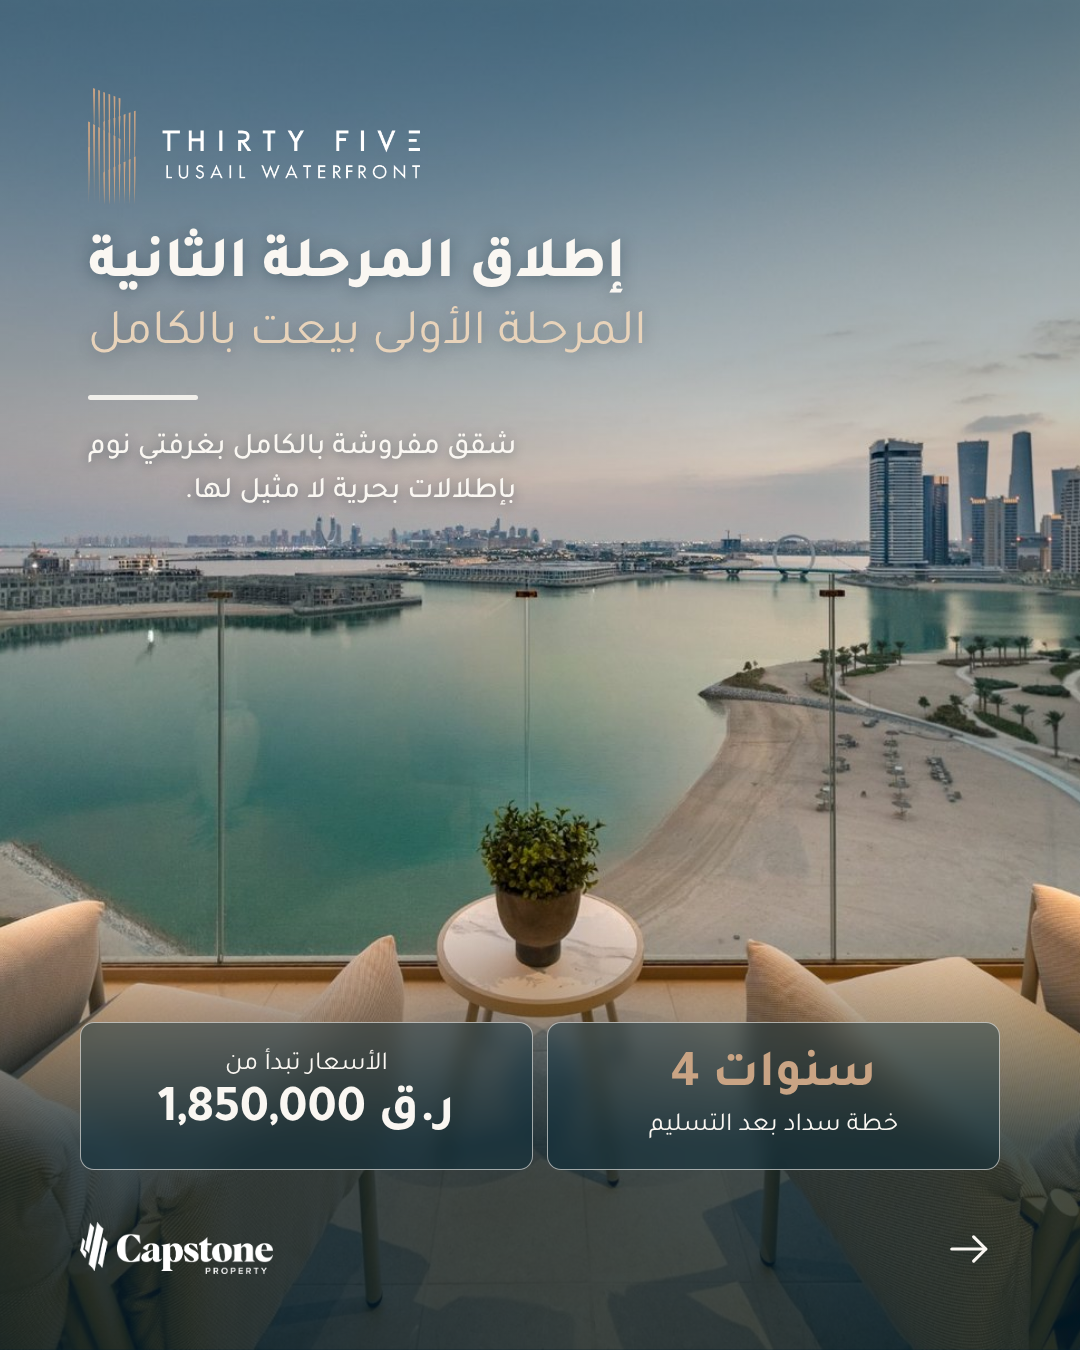 THIRTY FIVE
LUSAIL WATERFRONT
إطلاق المرحلة الثانية
المرحلة الأولى بيعت بالكامل
شقق مفروشة بالكامل بغرفتي نوم
بإطلالات بحرية لا مثيل لها.
سنوات 4
خطة سداد بعد التسليم
الأسعار تبدأ من
ر.ق 1,850,000
Capstone
PROPERTY